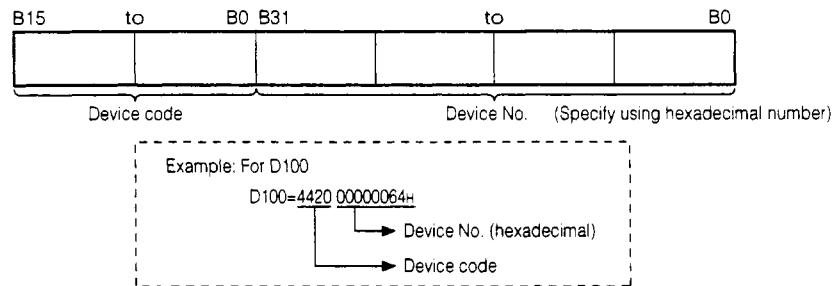 B15 to B0 B31 to B0
Device code Device No. (Specify using hexadecimal number)
Example: For D100
D100=4420 00000064H
Device No. (hexadecimal)
Device code